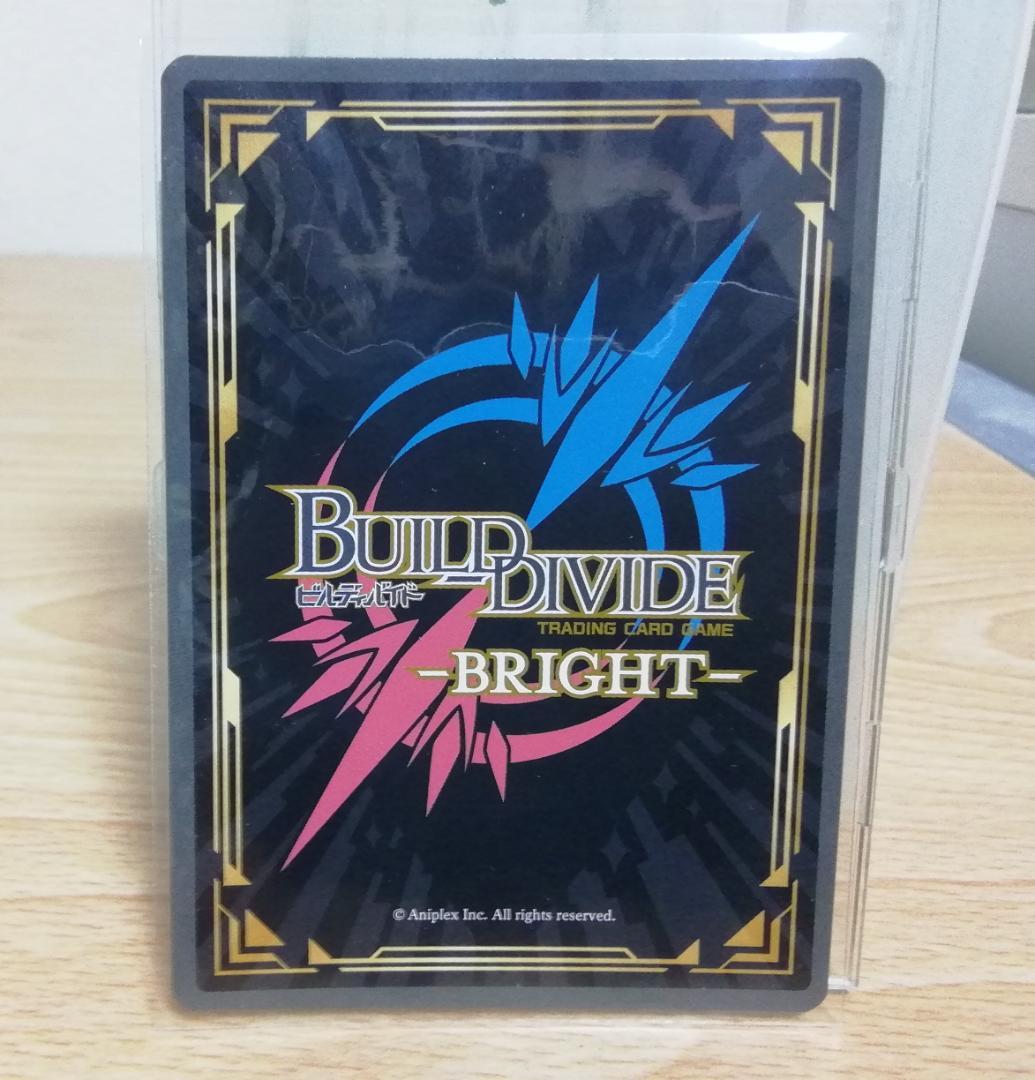 BUILD DIVIDE
ビルディバイド
TRADING CARD GAME
-BRIGHT-
© Aniplex Inc. All rights reserved.